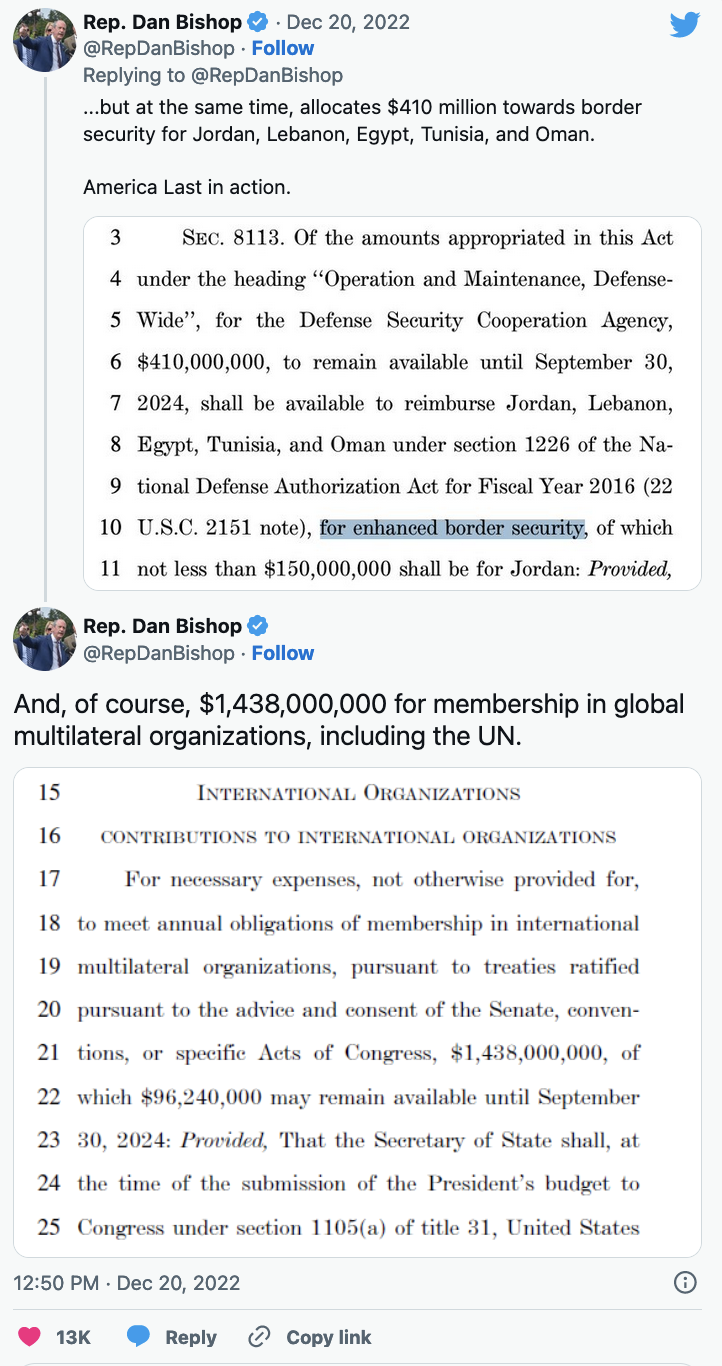 Rep. Dan Bishop · Dec 20, 2022
@RepDanBishop · Follow
Replying to @RepDanBishop
...but at the same time, allocates $410 million towards border
security for Jordan, Lebanon, Egypt, Tunisia, and Oman.
America Last in action.
3 SEC. 8113. Of the amounts appropriated in this Act
4 under the heading ‘‘Operation and Maintenance, Defense-
5 Wide’’, for the Defense Security Cooperation Agency,
6 $410,000,000, to remain available until September 30,
7 2024, shall be available to reimburse Jordan, Lebanon,
8 Egypt, Tunisia, and Oman under section 1226 of the Na-
9 tional Defense Authorization Act for Fiscal Year 2016 (22
10 U.S.C. 2151 note), for enhanced border security, of which
11 not less than $150,000,000 shall be for Jordan: Provided,
Rep. Dan Bishop
@RepDanBishop · Follow
And, of course, $1,438,000,000 for membership in global
multilateral organizations, including the UN.
15 INTERNATIONAL ORGANIZATIONS
16 CONTRIBUTIONS TO INTERNATIONAL ORGANIZATIONS
17 For necessary expenses, not otherwise provided for,
18 to meet annual obligations of membership in international
19 multilateral organizations, pursuant to treaties ratified
20 pursuant to the advice and consent of the Senate, conven-
21 tions, or specific Acts of Congress, $1,438,000,000, of
22 which $96,240,000 may remain available until September
23 30, 2024: Provided, That the Secretary of State shall, at
24 the time of the submission of the President’s budget to
25 Congress under section 1105(a) of title 31, United States
12:50 PM · Dec 20, 2022
13K Reply Copy link